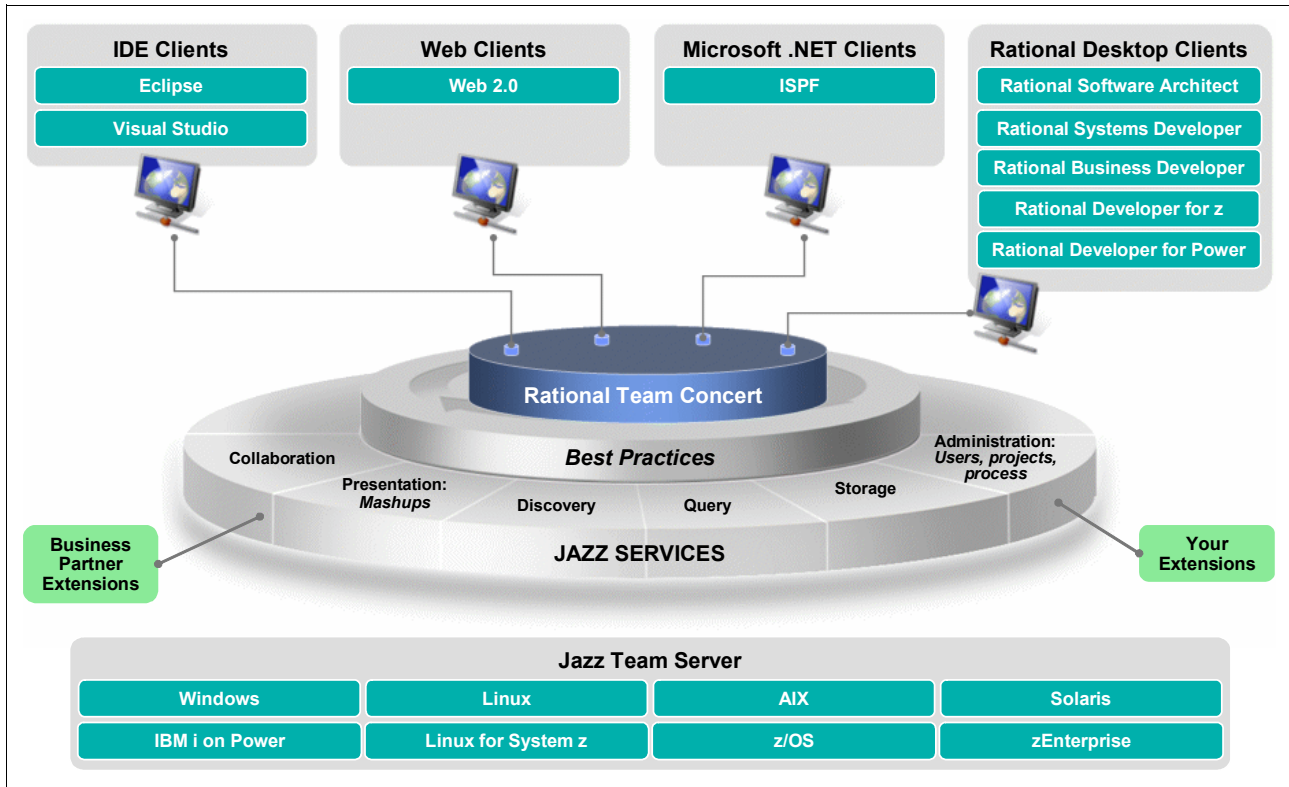 IDE Clients
Eclipse
Visual Studio
Web Clients
Web 2.0
Microsoft .NET Clients
ISPF
Rational Desktop Clients
Rational Software Architect
Rational Systems Developer
Rational Business Developer
Rational Developer for z
Rational Developer for Power
Rational Team Concert
Best Practices
Collaboration
Presentation:
Mashups
Discovery
Query
Storage
Administration:
Users, projects,
process
JAZZ SERVICES
Business
Partner
Extensions
Your
Extensions
Jazz Team Server
Windows
Linux
AIX
Solaris
IBM i on Power
Linux for System z
z/OS
zEnterprise